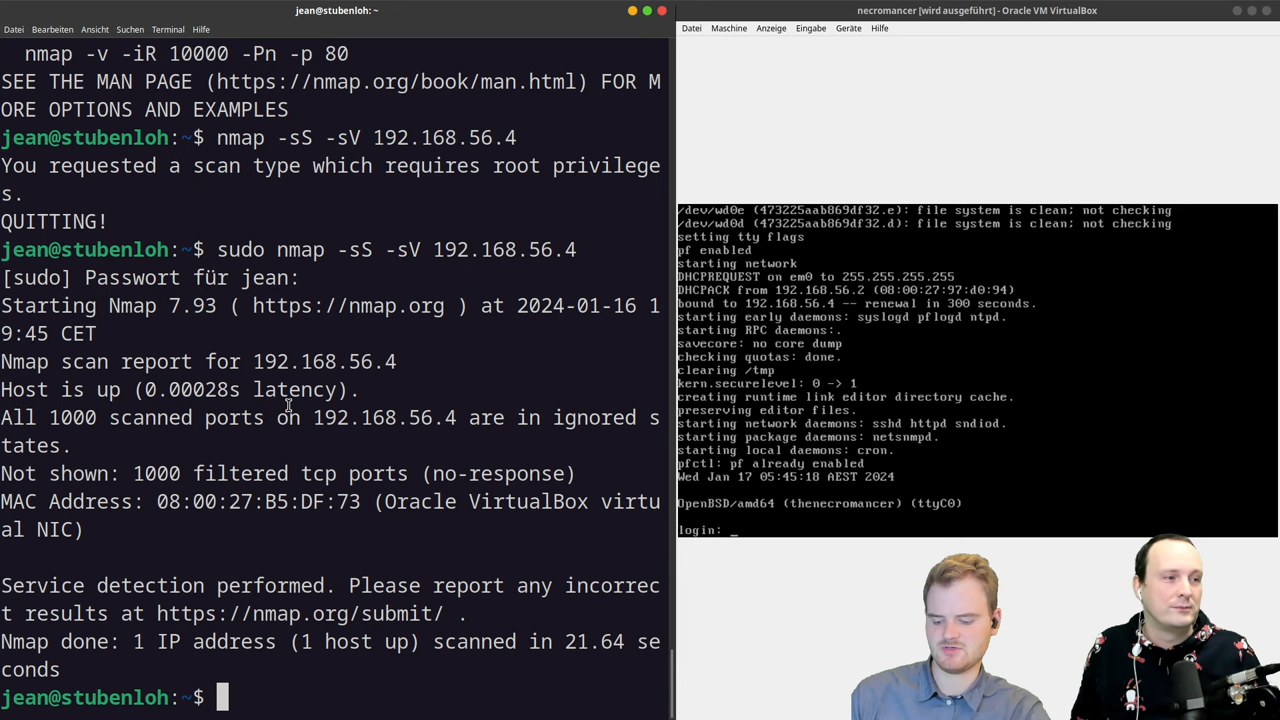 jean@stubenloh: ~
Datei Bearbeiten Ansicht Suchen Terminal Hilfe
nmap -v -iR 10000 -Pn -p 80
SEE THE MAN PAGE (https://nmap.org/book/man.html) FOR M
ORE OPTIONS AND EXAMPLES
jean@stubenloh:~$ nmap -sS -sV 192.168.56.4
You requested a scan type which requires root privilege
s.
QUITTING!
jean@stubenloh:~$ sudo nmap -sS -sV 192.168.56.4
[sudo] Passwort für jean:
Starting Nmap 7.93 ( https://nmap.org ) at 2024-01-16 1
9:45 CET
Nmap scan report for 192.168.56.4
Host is up (0.00028s latency).
All 1000 scanned ports on 192.168.56.4 are in ignored s
tates.
Not shown: 1000 filtered tcp ports (no-response)
MAC Address: 08:00:27:B5:DF:73 (Oracle VirtualBox virtu
al NIC)
Service detection performed. Please report any incorrec
t results at https://nmap.org/submit/ .
Nmap done: 1 IP address (1 host up) scanned in 21.64 se
conds
jean@stubenloh:~$
necromancer [wird ausgeführt] - Oracle VM VirtualBox
Datei Maschine Anzeige Eingabe Geräte Hilfe
/dev/wd0e (473225aab869df32.e): file system is clean; not checking
/dev/wd0d (473225aab869df32.d): file system is clean; not checking
setting tty flags
pf enabled
starting network
DHCPREQUEST on em0 to 255.255.255.255
DHCPACK from 192.168.56.2 (08:00:27:97:d0:94)
bound to 192.168.56.4 -- renewal in 300 seconds.
starting early daemons: syslogd pflogd ntpd.
starting RPC daemons:.
savecore: no core dump
checking quotas: done.
clearing /tmp
kern.securelevel: 0 -> 1
creating runtime link editor directory cache.
preserving editor files.
starting network daemons: sshd httpd sndiod.
starting package daemons: netsnmpd.
starting local daemons: cron.
pfctl: pf already enabled
Wed Jan 17 05:45:18 AEST 2024
OpenBSD/amd64 (thenecromancer) (ttyC0)
login: _